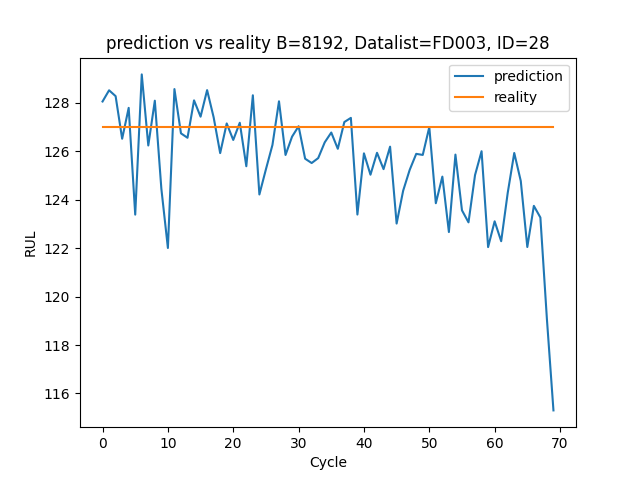 prediction vs reality B=8192, Datalist=FD003, ID=28
prediction
reality
RUL
128
126
124
122
120
118
116
0 10 20 30 40 50 60 70
Cycle